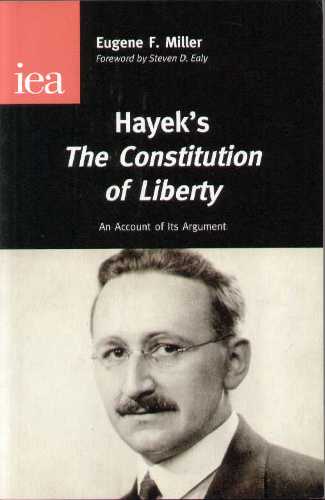 iea
Eugene F. Miller
Foreword by Steven D. Ealy
Hayek's
The Constitution
of Liberty
An Account of Its Argument